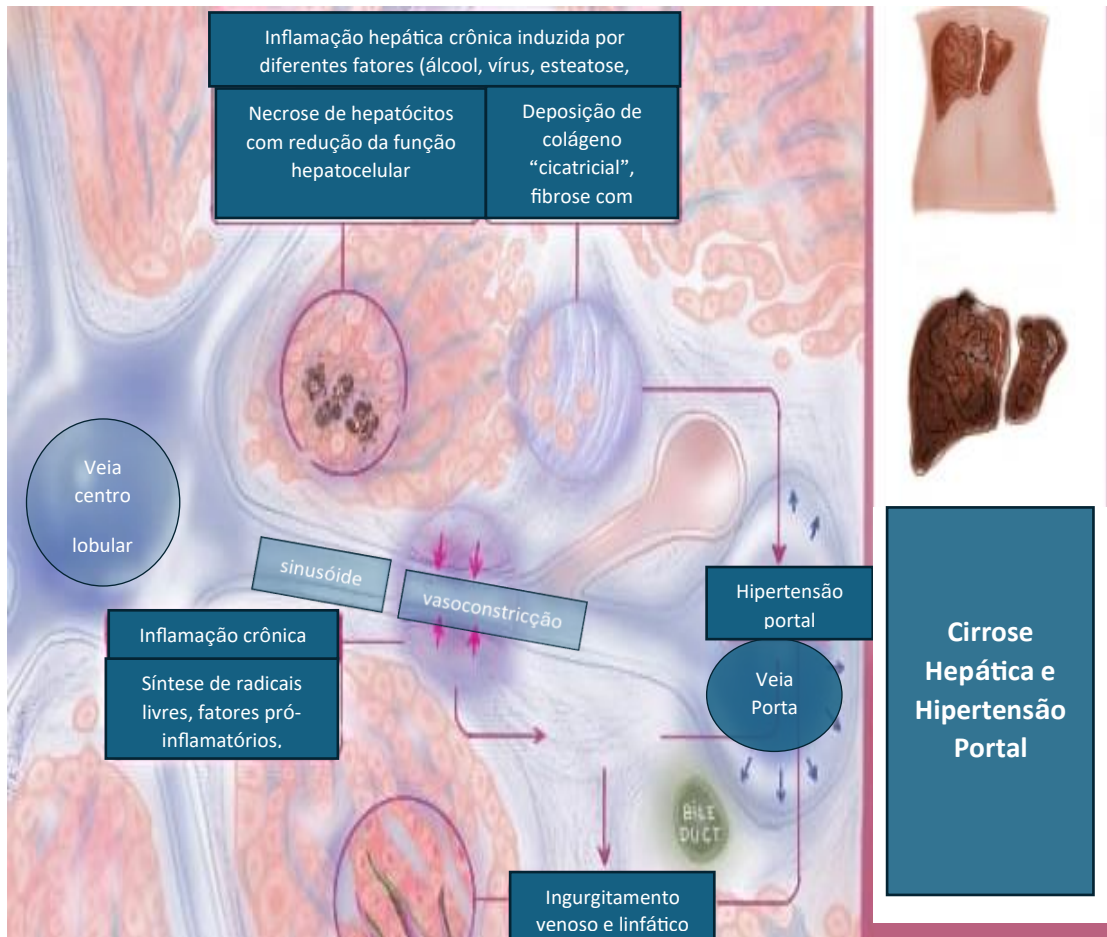 Inflamação hepática crônica induzida por
diferentes fatores (álcool, vírus, esteatose,
Necrose de hepatócitos
com redução da função
hepatocelular
Deposição de
colágeno
“cicatricial”,
fibrose com
Veia
centro
lobular
sinusóide
vasoconstricção
Hipertensão
portal
Inflamação crônica
Síntese de radicais
livres, fatores pró-
inflamatórios,
Veia
Porta
BILE
DUCT
Ingurgitamento
venoso e linfático
Cirrose
Hepática e
Hipertensão
Portal